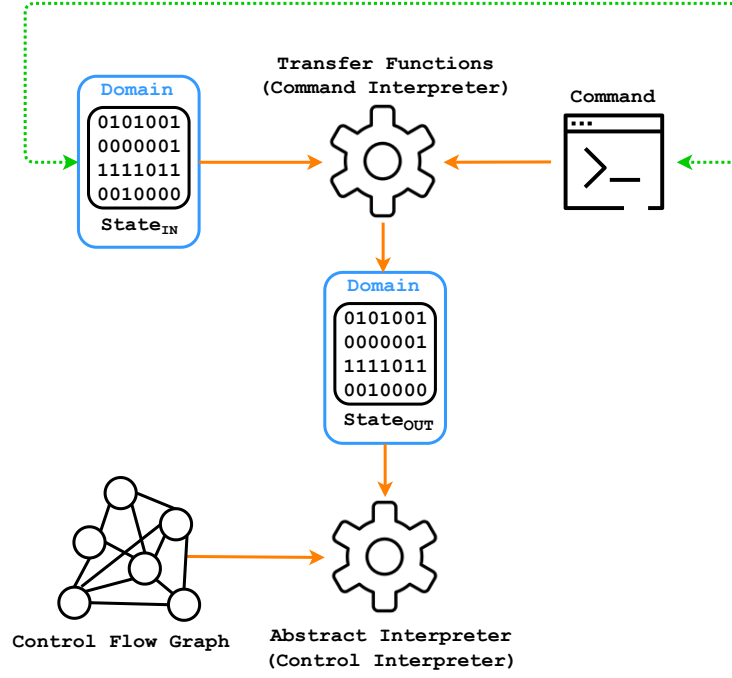 Transfer Functions
(Command Interpreter)
Command
Domain
0101001
0000001
1111011
0010000
StateIN
Domain
0101001
0000001
1111011
0010000
StateOUT
Control Flow Graph
Abstract Interpreter
(Control Interpreter)